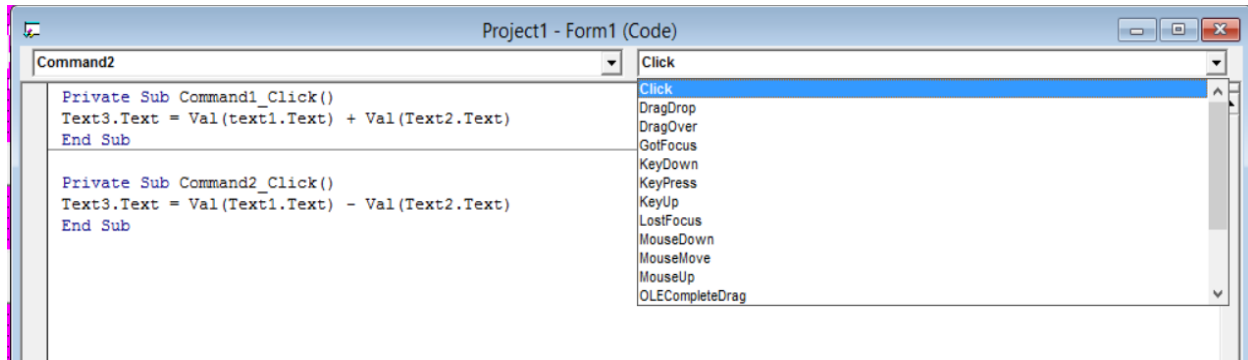 Project1 - Form1 (Code)
Command2
Click
Private Sub Command1_Click()
Text3.Text = Val(text1.Text) + Val(Text2.Text)
End Sub
Private Sub Command2_Click()
Text3.Text = Val(Text1.Text) - Val(Text2.Text)
End Sub
Click
DragDrop
DragOver
GotFocus
KeyDown
KeyPress
KeyUp
LostFocus
MouseDown
MouseMove
MouseUp
OLECompleteDrag